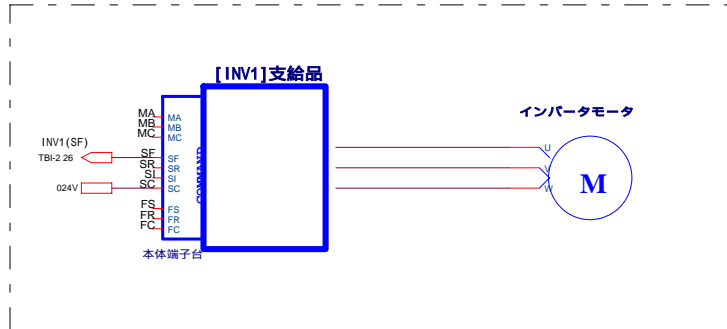 [INV1]支給品
インバータモータ
MA MA
MB MB
MC MC
INV1(SF)
TBI-2 26
SF SF
SR SR
SI SI
024V
SC SC
COMMAND
FS FS
FR FR
FC FC
本体端子台
U
V
W
M